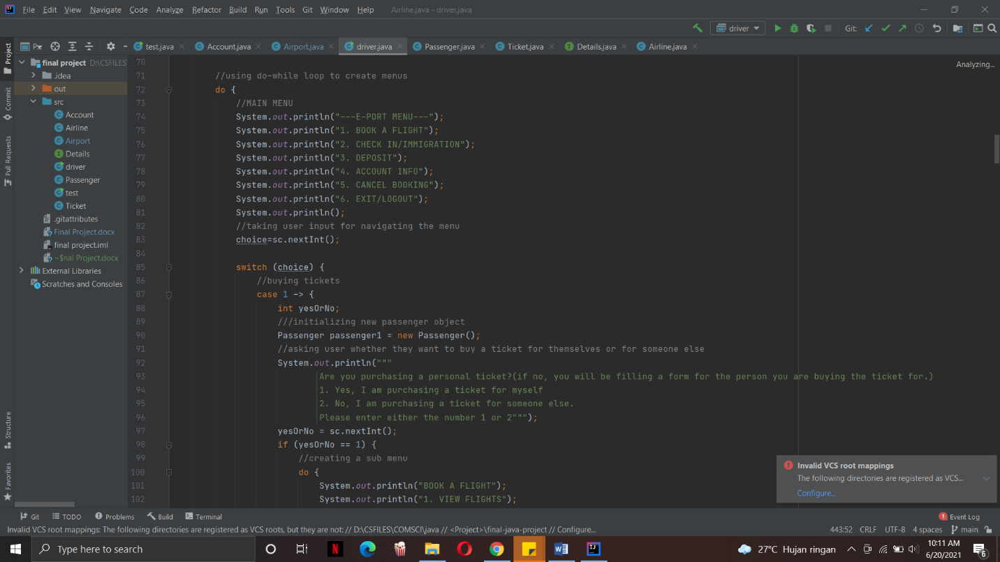 File Edit View Navigate Code Analyze Refactor Build Run Tools Git Window Help Airline.java - driver.java
driver Git:
Project
Commit
Pull Requests
Structure
Favorites
test.java Account.java Airport.java driver.java Passenger.java Ticket.java Details.java Airline.java
final project D:\CSFILES
.idea
out
src
Account
Airline
Airport
Details
driver
Passenger
test
Ticket
.gitattributes
Final Project.docx
final project.iml
~$nal Project.docx
External Libraries
Scratches and Consoles
Analyzing...
70
71 //using do-while loop to create menus
72 do {
73 //MAIN MENU
74 System.out.println("---E-PORT MENU---");
75 System.out.println("1. BOOK A FLIGHT");
76 System.out.println("2. CHECK IN/IMMIGRATION");
77 System.out.println("3. DEPOSIT");
78 System.out.println("4. ACCOUNT INFO");
79 System.out.println("5. CANCEL BOOKING");
80 System.out.println("6. EXIT/LOGOUT");
81 System.out.println();
82 //taking user input for navigating the menu
83 choice=sc.nextInt();
84
85 switch (choice) {
86 //buying tickets
87 case 1 -> {
88 int yesOrNo;
89 ///initializing new passenger object
90 Passenger passenger1 = new Passenger();
91 //asking user whether they want to buy a ticket for themselves or for someone else
92 System.out.println("""
93 Are you purchasing a personal ticket?(if no, you will be filling a form for the person you are buying the ticket for.)
94 1. Yes, I am purchasing a ticket for myself
95 2. No, I am purchasing a ticket for someone else.
96 Please enter either the number 1 or 2""");
97 yesOrNo = sc.nextInt();
98 if (yesOrNo == 1) {
99 //creating a sub menu
100 do {
101 System.out.println("BOOK A FLIGHT");
102 System.out.println("1. VIEW FLIGHTS");
Invalid VCS root mappings
The following directories are registered as VCS...
Configure...
Git TODO Problems Build Terminal 1 Event Log
Invalid VCS root mappings: The following directories are registered as VCS roots, but they are not: // D:\CSFILES\COMSCI\java // <Project>\final-java-project // Configure... 443:52 CRLF UTF-8 4 spaces main
Type here to search
27°C Hujan ringan
10:11 AM
6/20/2021
6